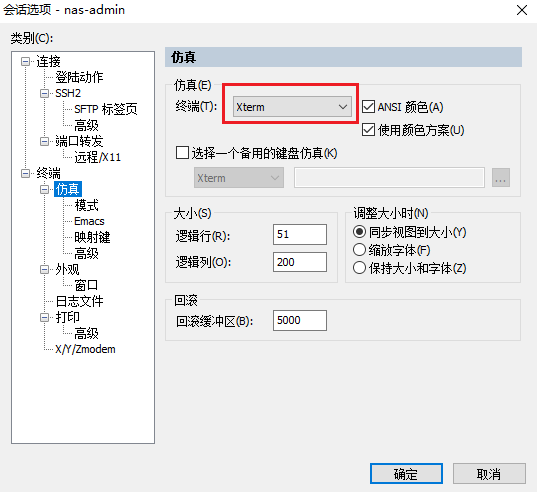 会话选项 - nas-admin
类别(C):
连接
登陆动作
SSH2
SFTP 标签页
高级
端口转发
远程/X11
终端
仿真
模式
Emacs
映射键
高级
外观
窗口
日志文件
打印
高级
X/Y/Zmodem
仿真
仿真(E)
终端(T): Xterm ANSI 颜色(A)
使用颜色方案(U)
选择一个备用的键盘仿真(K)
Xterm ...
大小(S)
逻辑行(R): 51
逻辑列(O): 200
调整大小时(N)
同步视图到大小(Y)
缩放字体(F)
保持大小和字体(Z)
回滚
回滚缓冲区(B): 5000
确定 取消